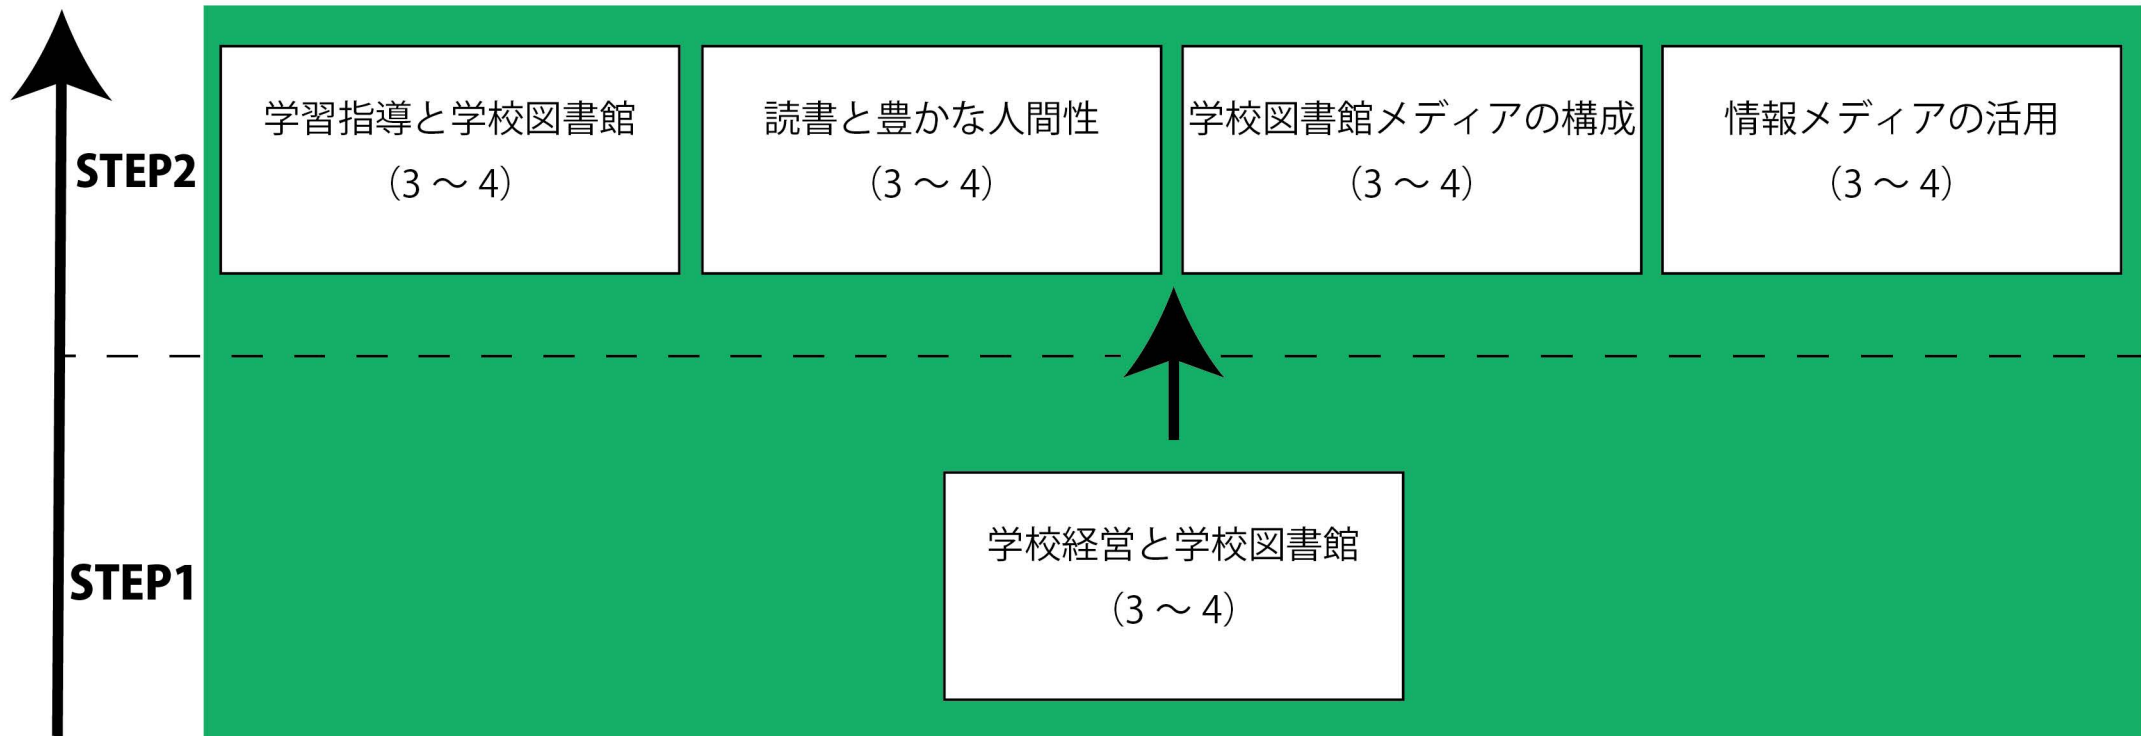 STEP2
学習指導と学校図書館
（3 〜 4）
読書と豊かな人間性
（3 〜 4）
学校図書館メディアの構成
（3 〜 4）
情報メディアの活用
（3 〜 4）
STEP1
学校経営と学校図書館
（3 〜 4）